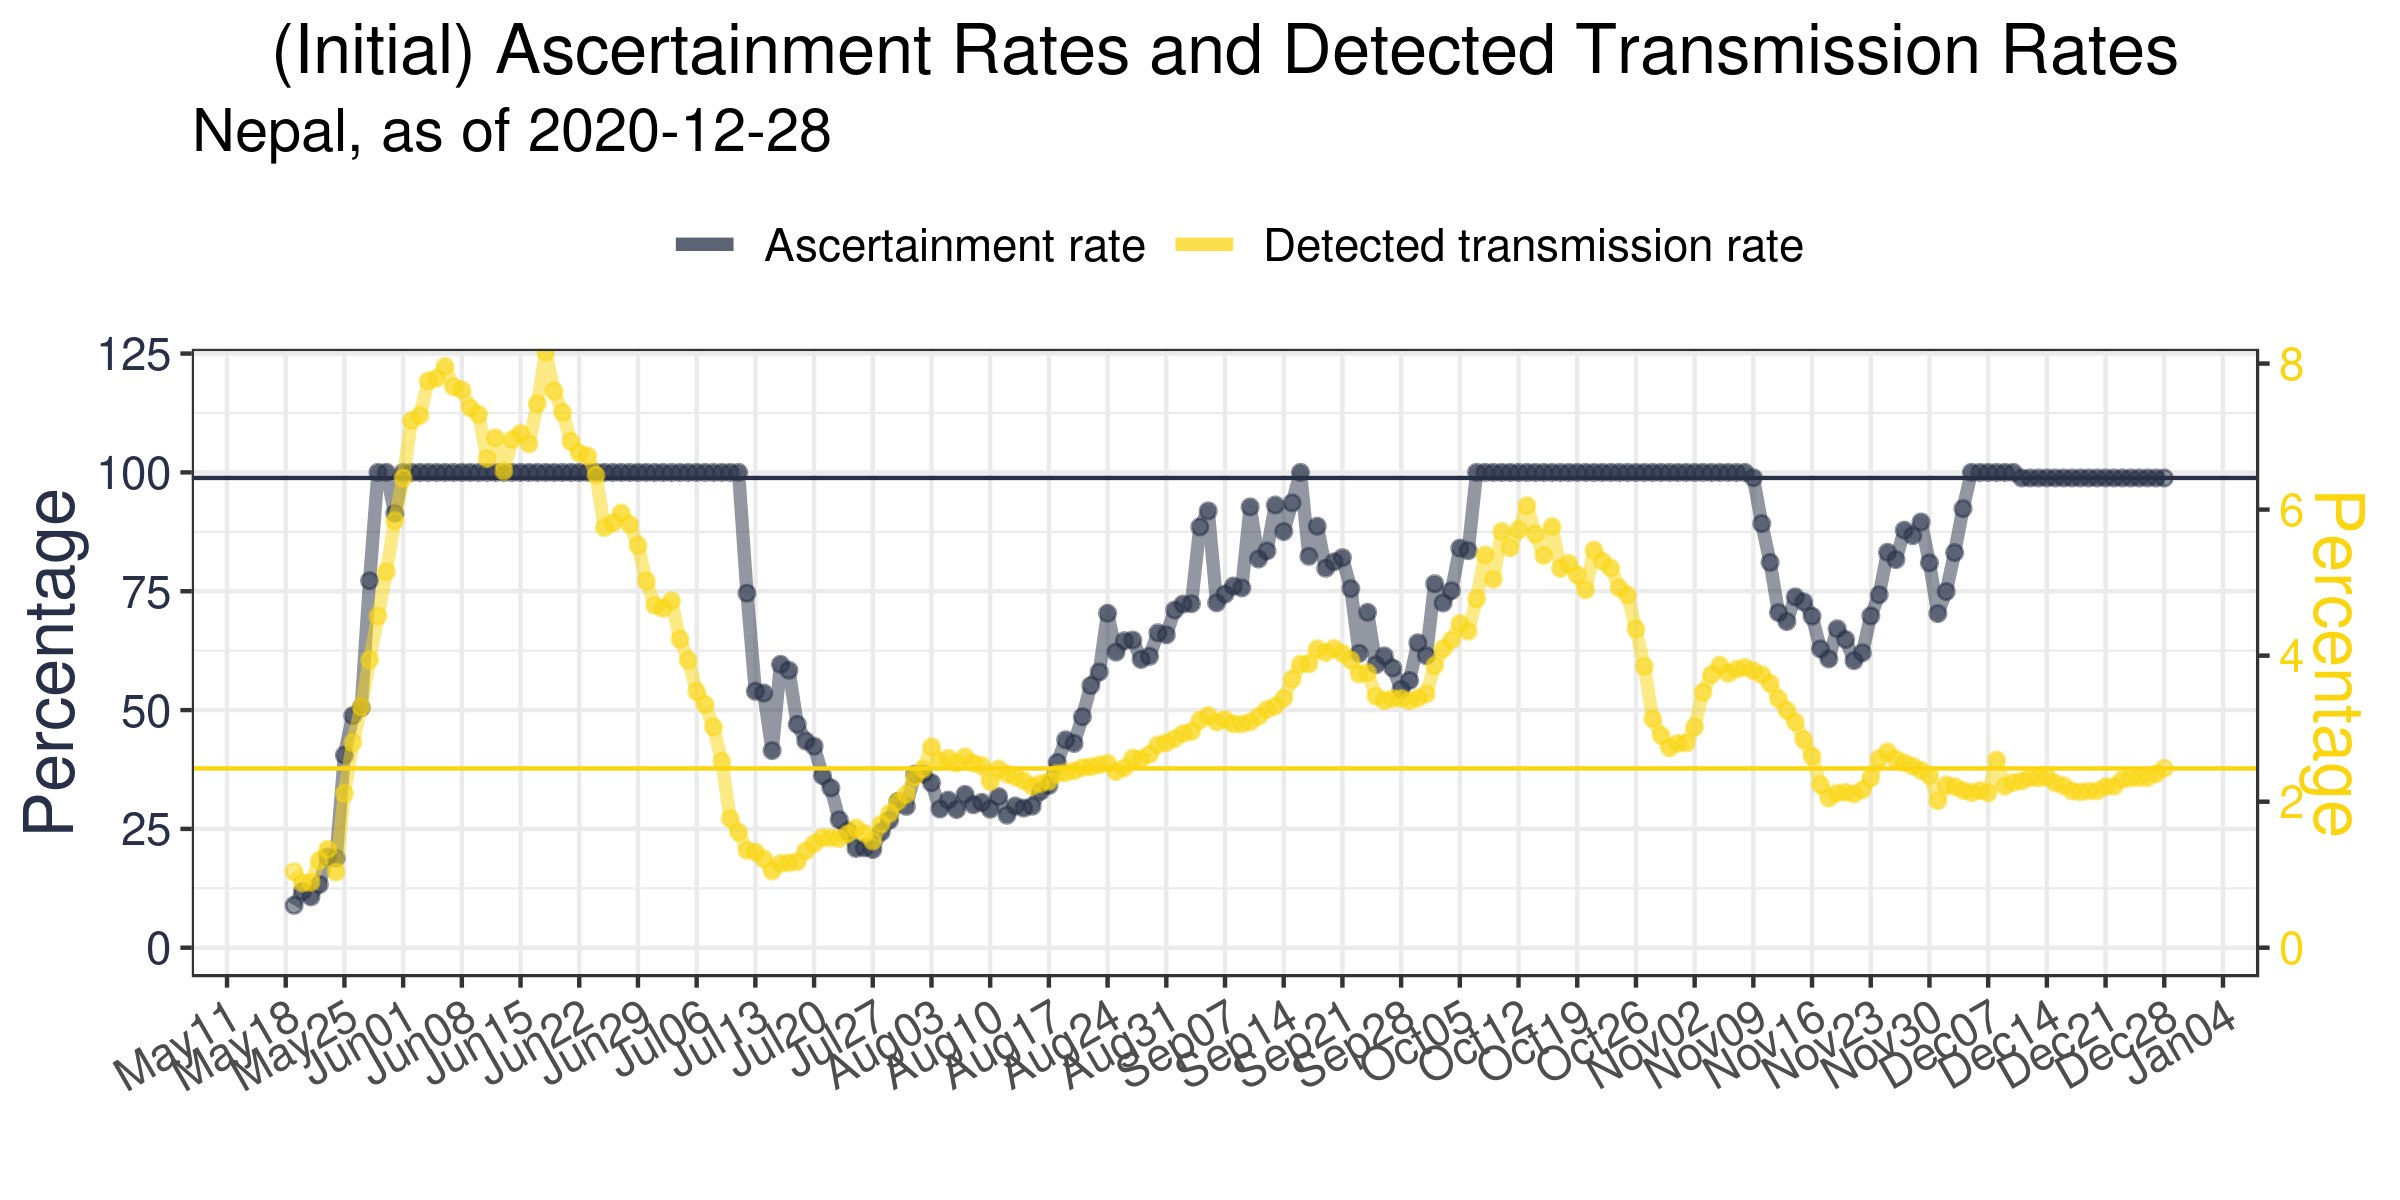 (Initial) Ascertainment Rates and Detected Transmission Rates
Nepal, as of 2020-12-28
Ascertainment rate
Detected transmission rate
Percentage
125
100
75
50
25
0
8
6
4
2
0
Percentage
May11
May18
May25
Jun01
Jun08
Jun15
Jun22
Jun29
Jul06
Jul13
Jul20
Jul27
Aug03
Aug10
Aug17
Aug24
Aug31
Sep07
Sep14
Sep21
Sep28
Oct05
Oct12
Oct19
Oct26
Nov02
Nov09
Nov16
Nov23
Nov30
Dec07
Dec14
Dec21
Dec28
Jan04